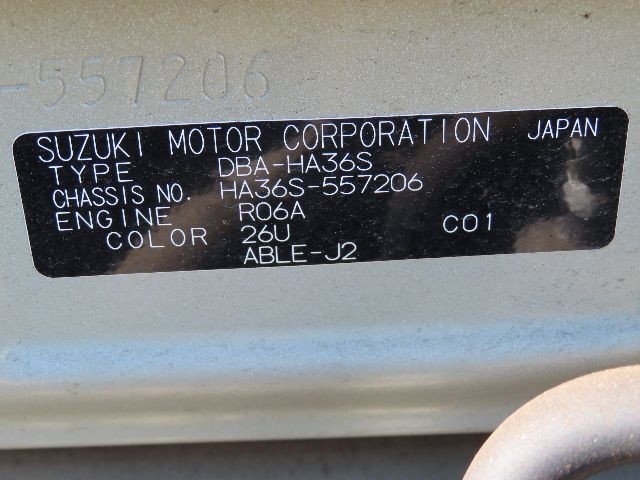 -557206
SUZUKI MOTOR CORPORATION JAPAN
TYPE DBA-HA36S
CHASSIS NO. HA36S-557206
ENGINE R06A
COLOR 26U C01
ABLE-J2